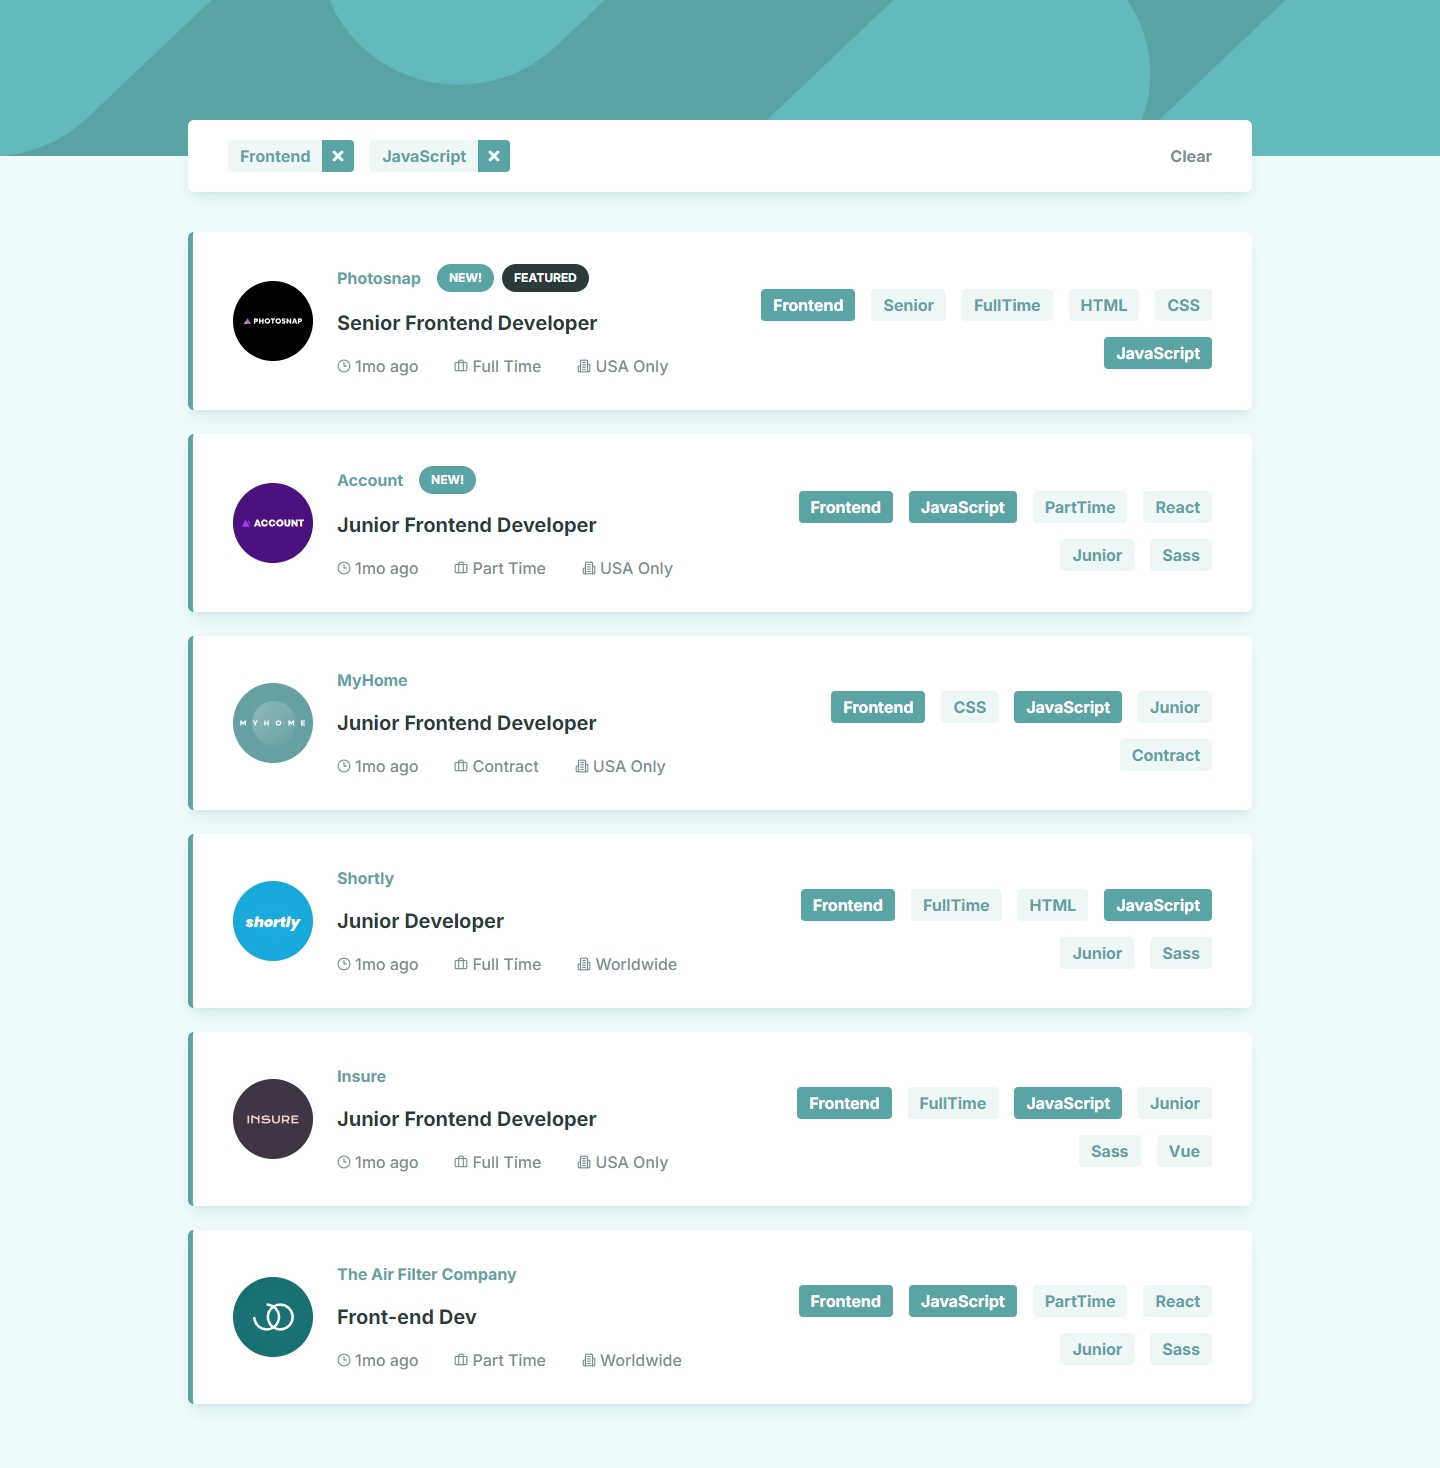 Frontend JavaScript Clear
Photosnap NEW! FEATURED
PHOTOSNAP
Senior Frontend Developer
1mo ago Full Time USA Only
Frontend Senior FullTime HTML CSS
JavaScript
Account NEW!
ACCOUNT
Junior Frontend Developer
1mo ago Part Time USA Only
Frontend JavaScript PartTime React
Junior Sass
MyHome
MYHOME
Junior Frontend Developer
1mo ago Contract USA Only
Frontend CSS JavaScript Junior
Contract
Shortly
shortly
Junior Developer
1mo ago Full Time Worldwide
Frontend FullTime HTML JavaScript
Junior Sass
Insure
INSURE
Junior Frontend Developer
1mo ago Full Time USA Only
Frontend FullTime JavaScript Junior
Sass Vue
The Air Filter Company
Front-end Dev
1mo ago Part Time Worldwide
Frontend JavaScript PartTime React
Junior Sass